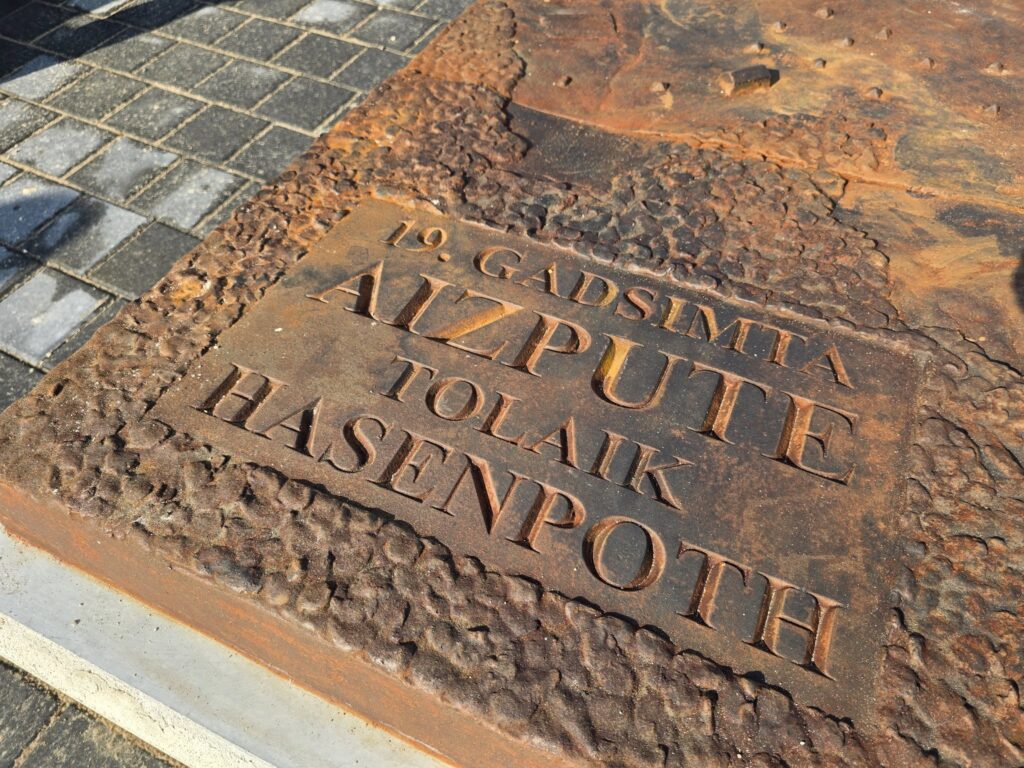 19. GADSIMTA
AIZPUTE
TOLAIK
HASENPOTH